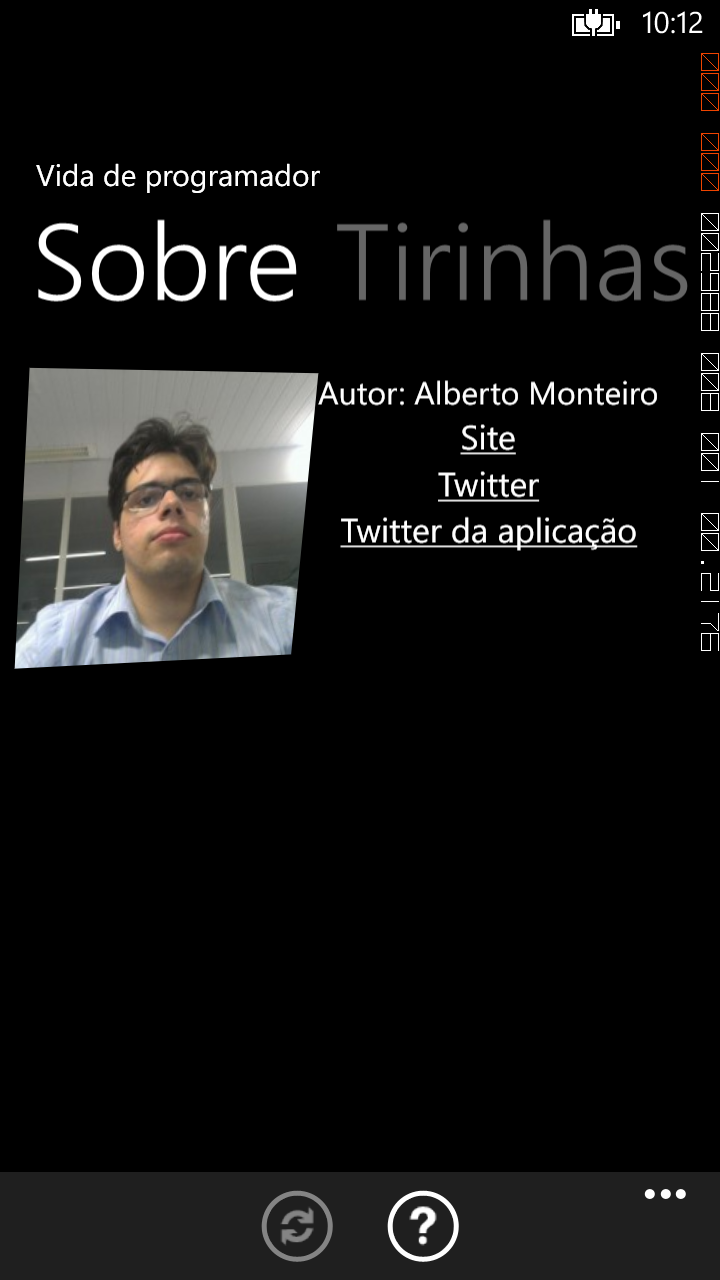 10:12
Vida de programador
Sobre Tirinhas
Autor: Alberto Monteiro
Site
Twitter
Twitter da aplicação
?